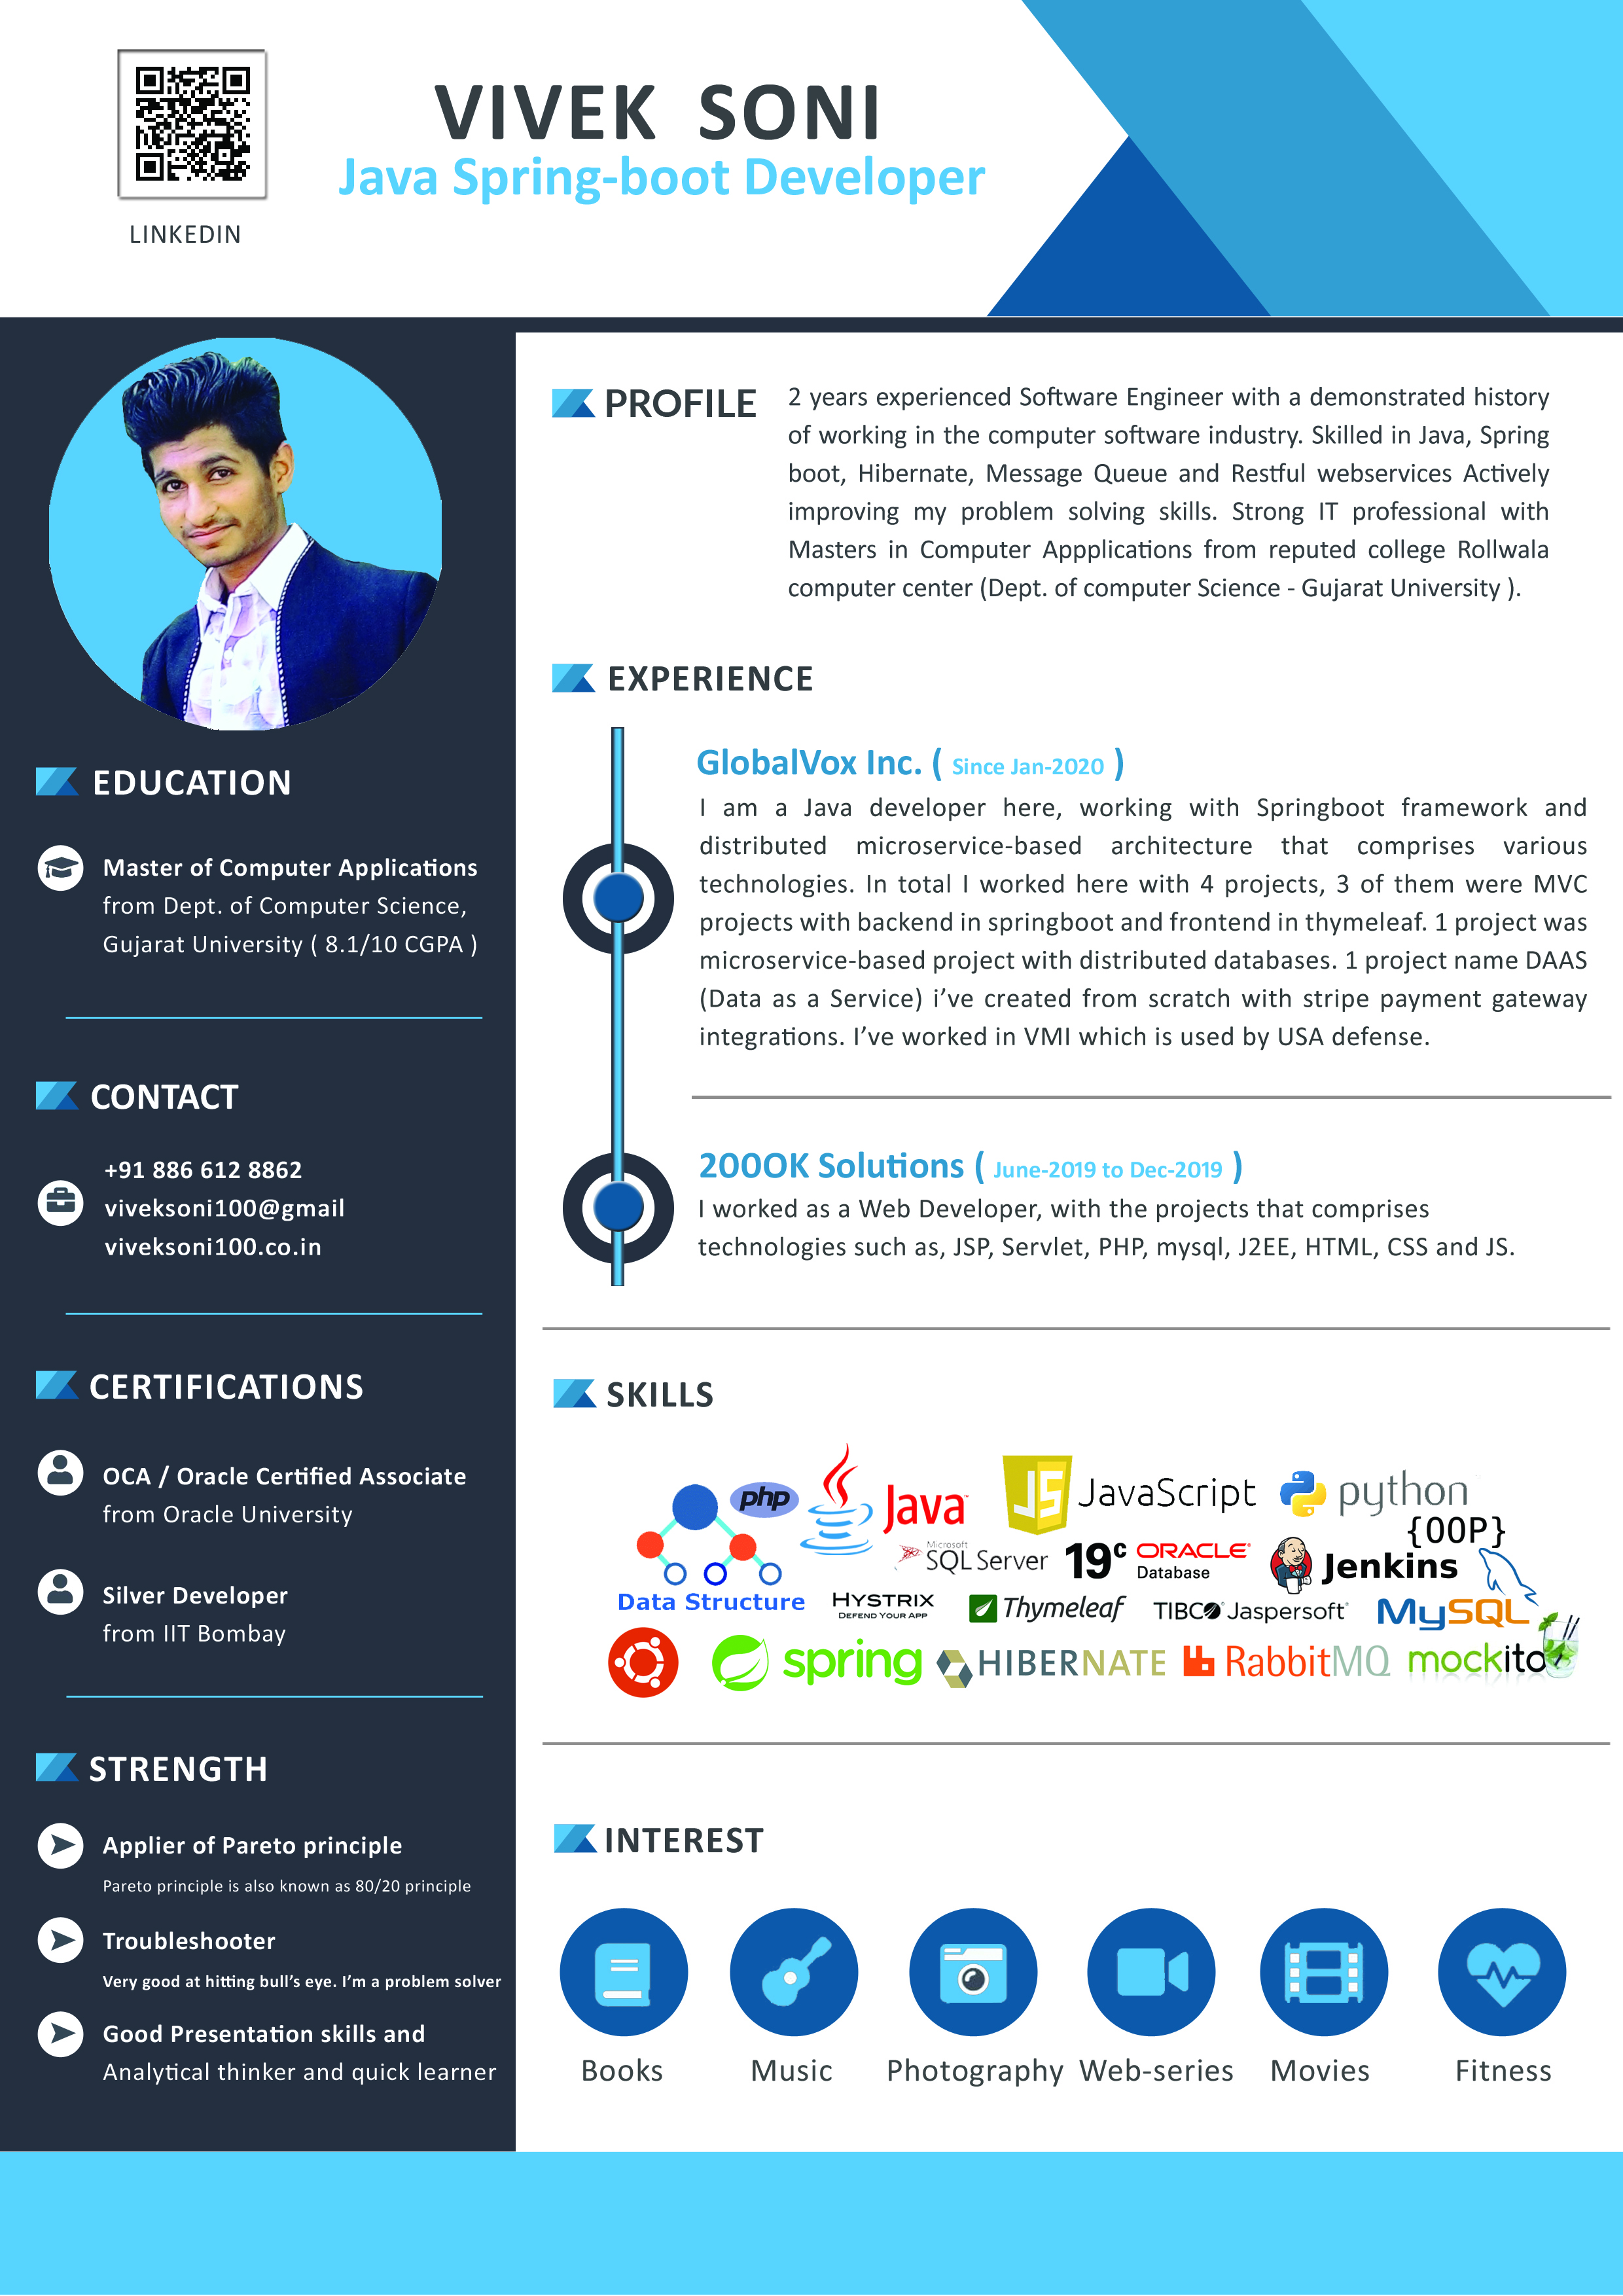 VIVEK SONI
Java Spring-boot Developer
LINKEDIN
EDUCATION
Master of Computer Applications
from Dept. of Computer Science,
Gujarat University ( 8.1/10 CGPA )
CONTACT
+91 886 612 8862
viveksoni100@gmail
viveksoni100.co.in
CERTIFICATIONS
OCA / Oracle Certified Associate
from Oracle University
Silver Developer
from IIT Bombay
STRENGTH
Applier of Pareto principle
Pareto principle is also known as 80/20 principle
Troubleshooter
Very good at hitting bull's eye. I'm a problem solver
Good Presentation skills and
Analytical thinker and quick learner
PROFILE
2 years experienced Software Engineer with a demonstrated history
of working in the computer software industry. Skilled in Java, Spring
boot, Hibernate, Message Queue and Restful webservices Actively
improving my problem solving skills. Strong IT professional with
Masters in Computer Appplications from reputed college Rollwala
computer center (Dept. of computer Science - Gujarat University ).
EXPERIENCE
GlobalVox Inc. ( Since Jan-2020 )
I am a Java developer here, working with Springboot framework and
distributed microservice-based architecture that comprises various
technologies. In total I worked here with 4 projects, 3 of them were MVC
projects with backend in springboot and frontend in thymeleaf. 1 project was
microservice-based project with distributed databases. 1 project name DAAS
(Data as a Service) i've created from scratch with stripe payment gateway
integrations. I've worked in VMI which is used by USA defense.
200OK Solutions ( June-2019 to Dec-2019 )
I worked as a Web Developer, with the projects that comprises
technologies such as, JSP, Servlet, PHP, mysql, J2EE, HTML, CSS and JS.
SKILLS
php
Java
JS JavaScript
python
{OOP}
Data Structure
Microsoft
SQL Server
19c ORACLE
Database
Jenkins
HYSTRIX
DEFEND YOUR APP
Thymeleaf
TIBCO Jaspersoft
MySQL
spring
HIBERNATE
RabbitMQ
mockito
INTEREST
Books
Music
Photography
Web-series
Movies
Fitness